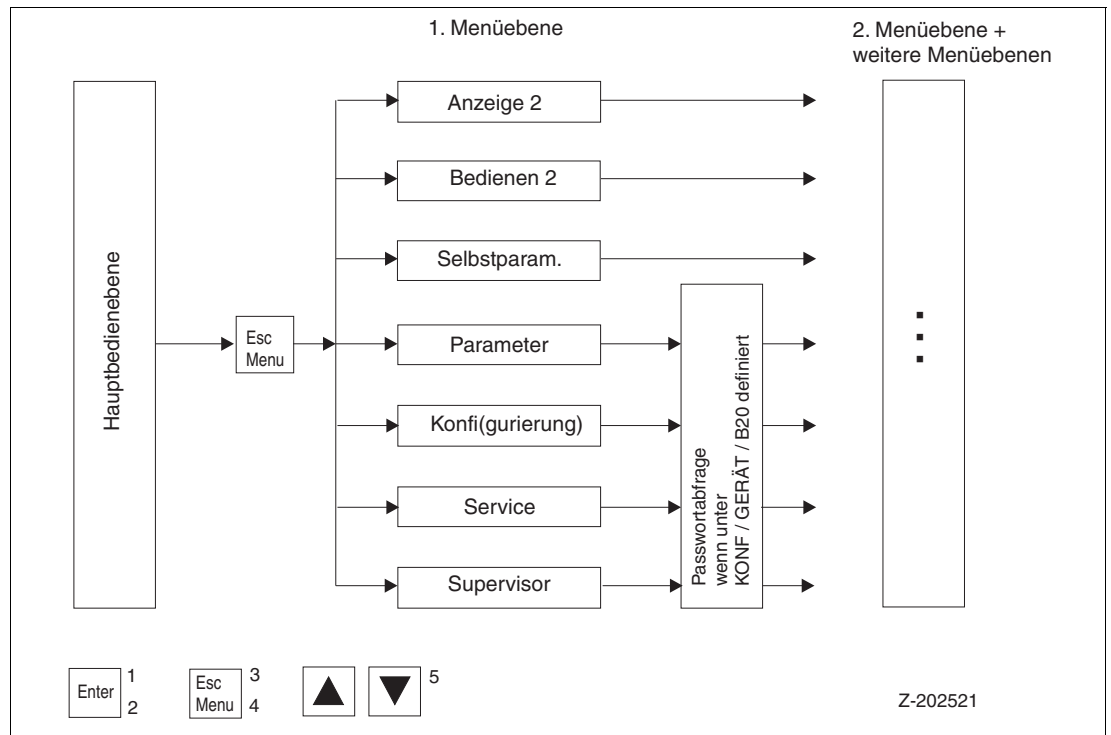 1. Menüebene
2. Menüebene +
weitere Menüebenen
Hauptbedienebene
Esc
Menu
Anzeige 2
Bedienen 2
Selbstparam.
Parameter
Konfi(gurierung)
Service
Supervisor
Passwortabfrage
wenn unter
KONF / GERÄT / B20 definiert
Enter
1
2
Esc
Menu
3
4
5
Z-202521